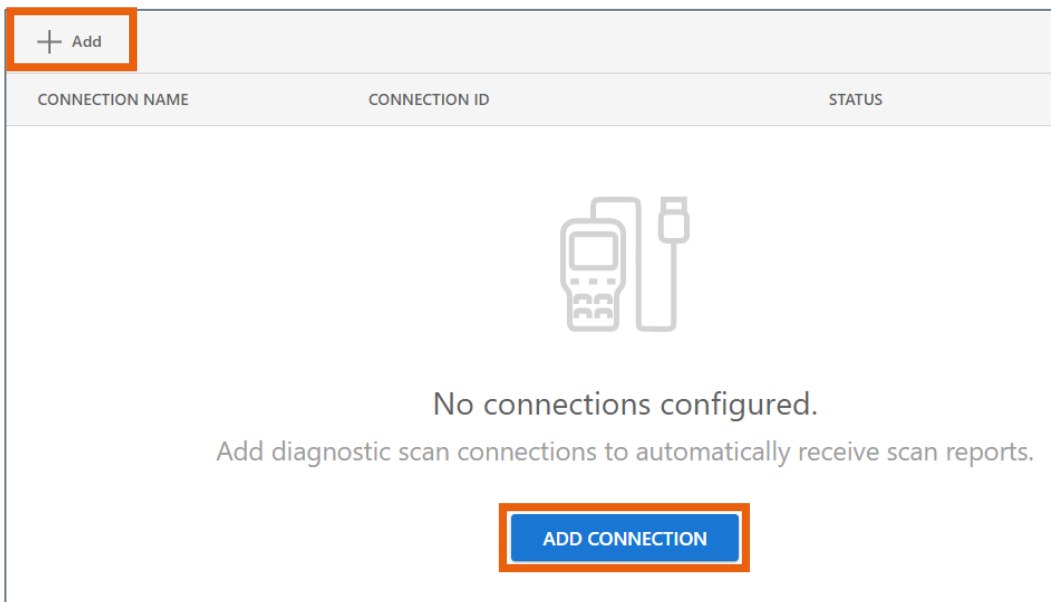 Add
CONNECTION NAME CONNECTION ID STATUS
No connections configured.
Add diagnostic scan connections to automatically receive scan reports.
ADD CONNECTION